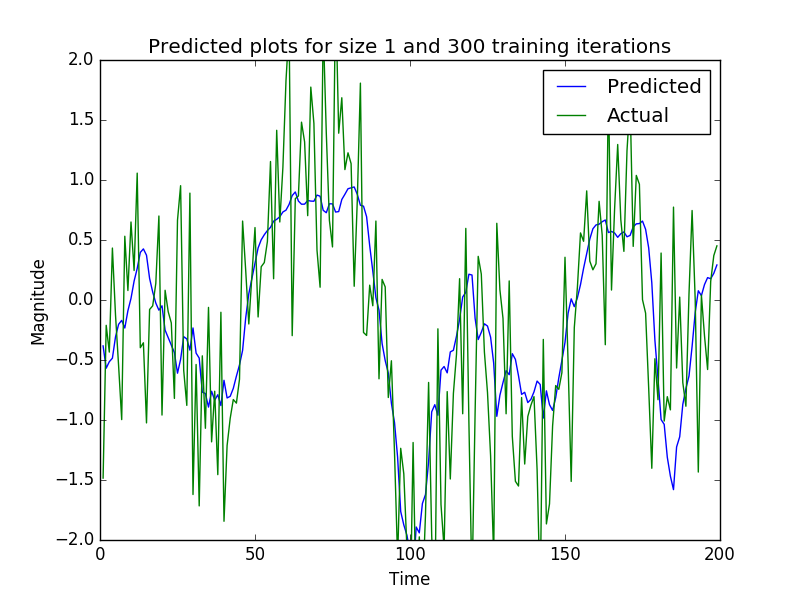 Predicted plots for size 1 and 300 training iterations
Predicted
Actual
2.0
1.5
1.0
0.5
0.0
−0.5
−1.0
−1.5
−2.0
Magnitude
0 50 100 150 200
Time